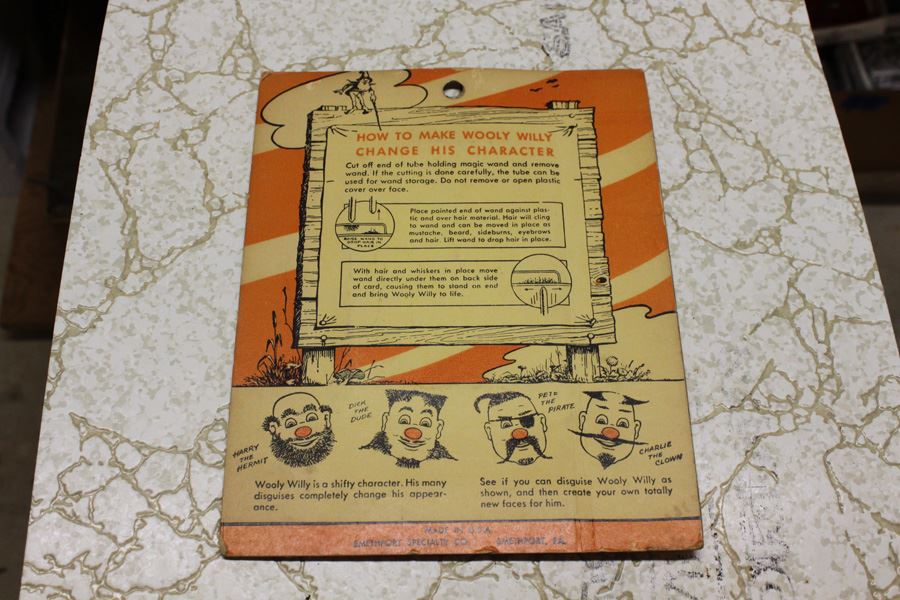 HOW TO MAKE WOOLY WILLY
CHANGE HIS CHARACTER
Cut off end of tube holding magic wand and remove
wand. If the cutting is done carefully, the tube can be
used for wand storage. Do not remove or open plastic
cover over face.
Place pointed end of wand against plas-
tic and over hair material. Hair will cling
to wand and can be moved in place as
mustache, beard, sideburns, eyebrows
and hair. Lift wand to drop hair in place.
RAISE WAND TO
DROP HAIR IN
PLACE
With hair and whiskers in place move
wand directly under them on back side
of card, causing them to stand on end
and bring Wooly Willy to life.
HARRY
THE
HERMIT
DICK
THE
DUDE
PETE
THE
PIRATE
CHARLIE
THE
CLOWN
Wooly Willy is a shifty character. His many
disguises completely change his appear-
ance.
See if you can disguise Wooly Willy as
shown, and then create your own totally
new faces for him.
MADE IN U.S.A.
SMETHPORT SPECIALTY CO. SMETHPORT, PA.